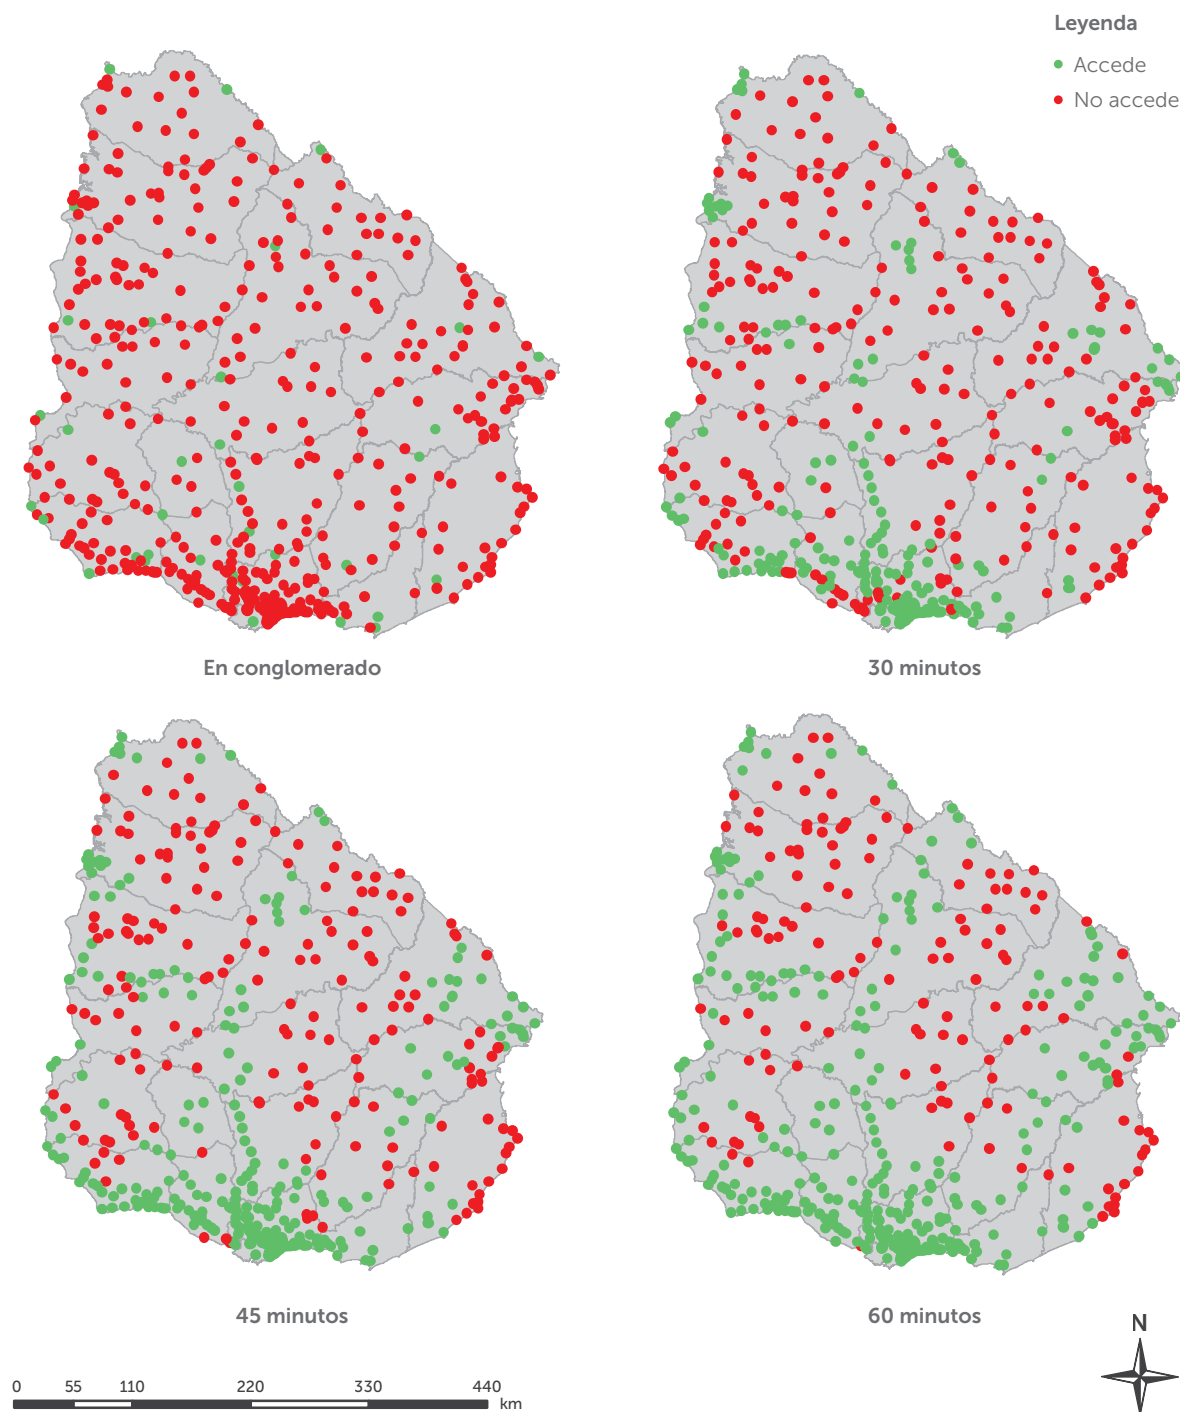 Leyenda
Accede
No accede
En conglomerado
30 minutos
45 minutos
60 minutos
N
0 55 110 220 330 440
km